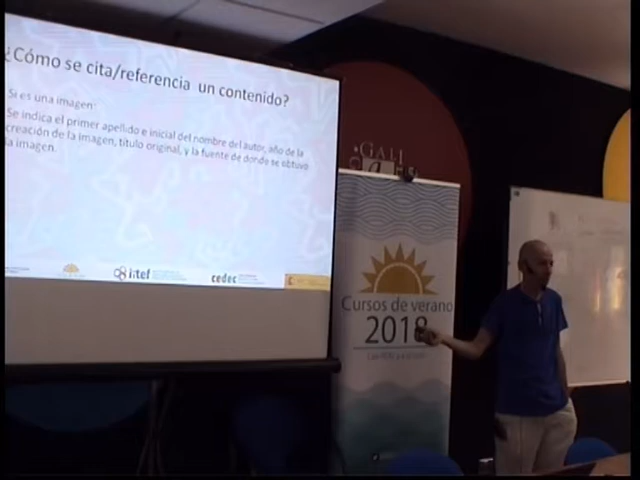 ¿Cómo se cita/referencia un contenido?
Si es una imagen:
Se indica el primer apellido e inicial del nombre del autor, año de la
creación de la imagen, título original, y la fuente de donde se obtuvo
la imagen.
intef
cedec
GALI
Cursos de verano
2018